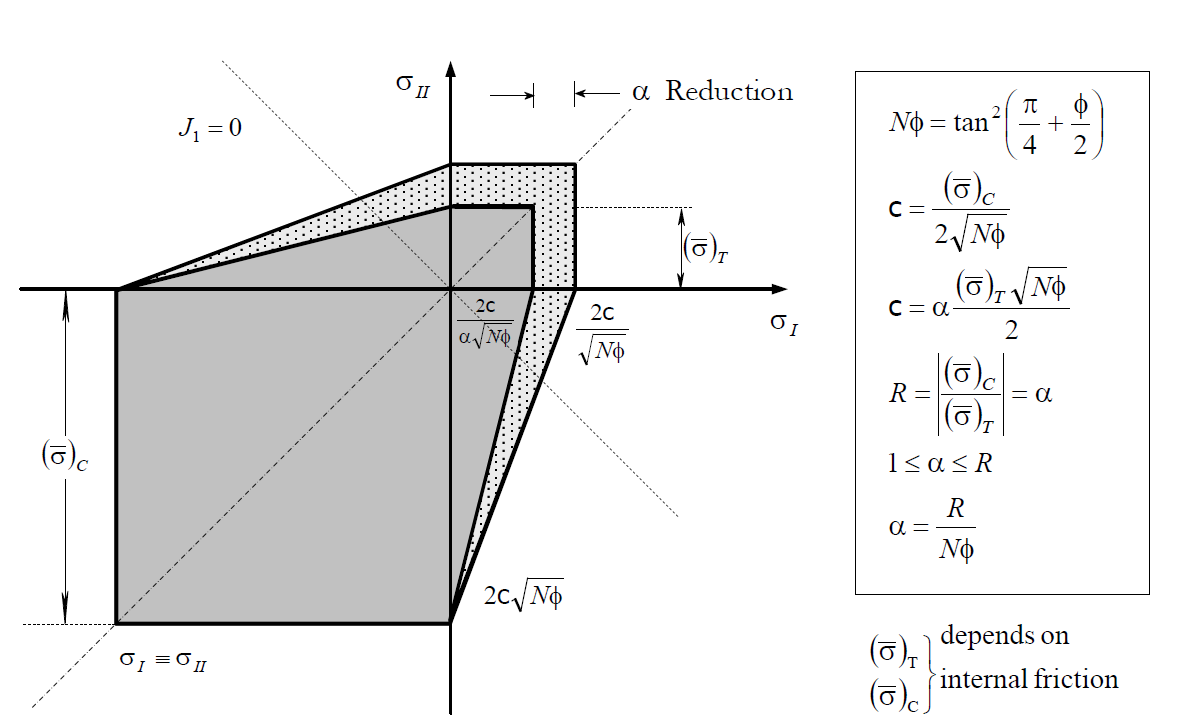 σ_II
α Reduction
J₁ = 0
(σ̅)_T
2c/(α√Nϕ)
2c/√Nϕ
σ_I
(σ̅)_C
2c√Nϕ
σ_I ≡ σ_II
Nϕ = tan²(π/4 + ϕ/2)
c = (σ̅)_C / (2√Nϕ)
c = α (σ̅)_T √Nϕ / 2
R = |(σ̅)_C / (σ̅)_T| = α
1 ≤ α ≤ R
α = R / Nϕ
(σ̅)_T
(σ̅)_C
depends on
internal friction